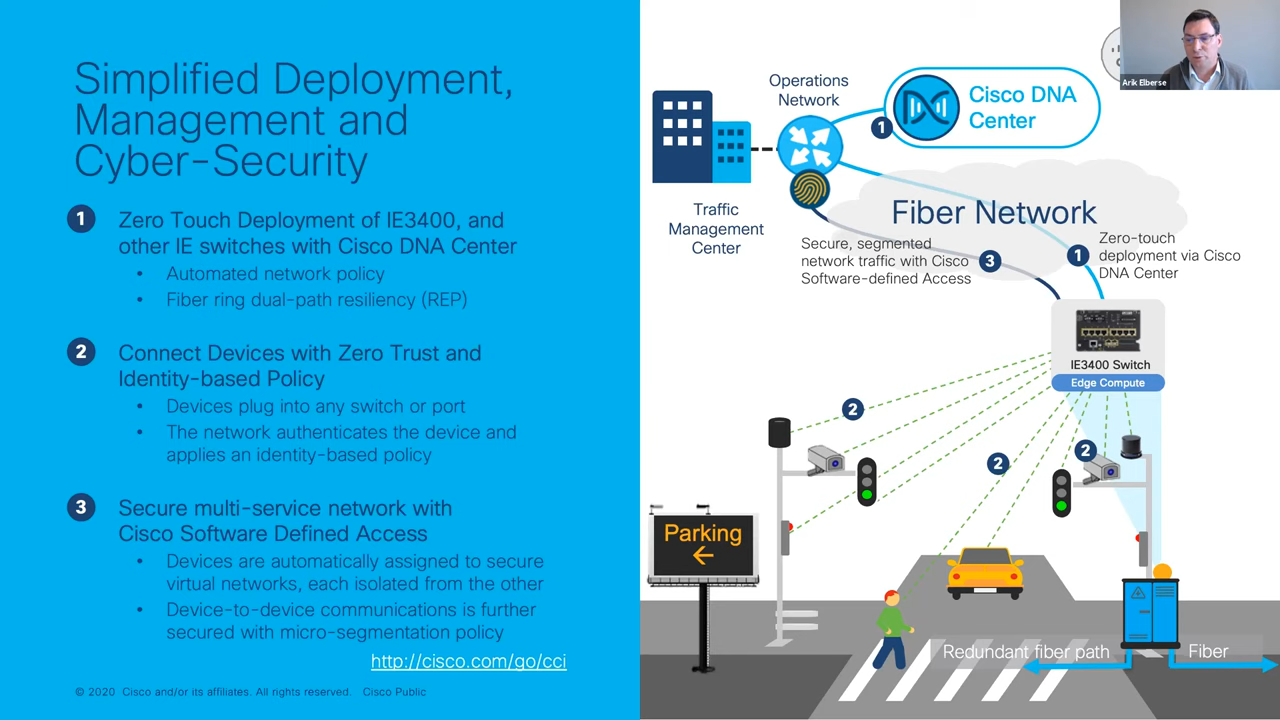 Simplified Deployment,
Management and
Cyber-Security
1
Zero Touch Deployment of IE3400, and
other IE switches with Cisco DNA Center
• Automated network policy
• Fiber ring dual-path resiliency (REP)
2
Connect Devices with Zero Trust and
Identity-based Policy
• Devices plug into any switch or port
• The network authenticates the device and
applies an identity-based policy
3
Secure multi-service network with
Cisco Software Defined Access
• Devices are automatically assigned to secure
virtual networks, each isolated from the other
• Device-to-device communications is further
secured with micro-segmentation policy
http://cisco.com/go/cci
© 2020 Cisco and/or its affiliates. All rights reserved. Cisco Public
Arik Elberse
Operations
Network
1
Cisco DNA
Center
Traffic
Management
Center
Fiber Network
Secure, segmented
network traffic with Cisco
Software-defined Access
3
1
Zero-touch
deployment via Cisco
DNA Center
IE3400 Switch
Edge Compute
2
2
2
Parking
Redundant fiber path
Fiber